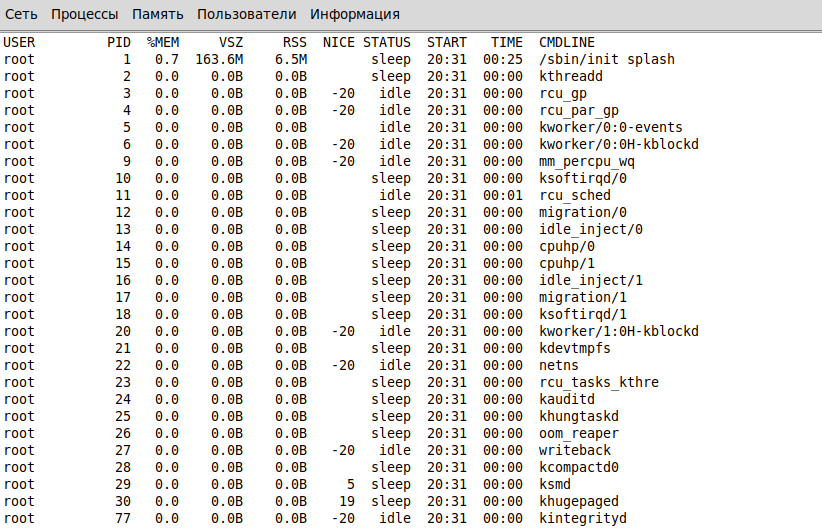 Сеть Процессы Память Пользователи Информация
USER PID %MEM VSZ RSS NICE STATUS START TIME CMDLINE
root 1 0.7 163.6M 6.5M sleep 20:31 00:25 /sbin/init splash
root 2 0.0 0.0B 0.0B sleep 20:31 00:00 kthreadd
root 3 0.0 0.0B 0.0B -20 idle 20:31 00:00 rcu_gp
root 4 0.0 0.0B 0.0B -20 idle 20:31 00:00 rcu_par_gp
root 5 0.0 0.0B 0.0B idle 20:31 00:00 kworker/0:0-events
root 6 0.0 0.0B 0.0B -20 idle 20:31 00:00 kworker/0:0H-kblockd
root 9 0.0 0.0B 0.0B -20 idle 20:31 00:00 mm_percpu_wq
root 10 0.0 0.0B 0.0B sleep 20:31 00:00 ksoftirqd/0
root 11 0.0 0.0B 0.0B idle 20:31 00:01 rcu_sched
root 12 0.0 0.0B 0.0B sleep 20:31 00:00 migration/0
root 13 0.0 0.0B 0.0B sleep 20:31 00:00 idle_inject/0
root 14 0.0 0.0B 0.0B sleep 20:31 00:00 cpuhp/0
root 15 0.0 0.0B 0.0B sleep 20:31 00:00 cpuhp/1
root 16 0.0 0.0B 0.0B sleep 20:31 00:00 idle_inject/1
root 17 0.0 0.0B 0.0B sleep 20:31 00:00 migration/1
root 18 0.0 0.0B 0.0B sleep 20:31 00:00 ksoftirqd/1
root 20 0.0 0.0B 0.0B -20 idle 20:31 00:00 kworker/1:0H-kblockd
root 21 0.0 0.0B 0.0B sleep 20:31 00:00 kdevtmpfs
root 22 0.0 0.0B 0.0B -20 idle 20:31 00:00 netns
root 23 0.0 0.0B 0.0B sleep 20:31 00:00 rcu_tasks_kthre
root 24 0.0 0.0B 0.0B sleep 20:31 00:00 kauditd
root 25 0.0 0.0B 0.0B sleep 20:31 00:00 khungtaskd
root 26 0.0 0.0B 0.0B sleep 20:31 00:00 oom_reaper
root 27 0.0 0.0B 0.0B -20 idle 20:31 00:00 writeback
root 28 0.0 0.0B 0.0B sleep 20:31 00:00 kcompactd0
root 29 0.0 0.0B 0.0B 5 sleep 20:31 00:00 ksmd
root 30 0.0 0.0B 0.0B 19 sleep 20:31 00:00 khugepaged
root 77 0.0 0.0B 0.0B -20 idle 20:31 00:00 kintegrityd